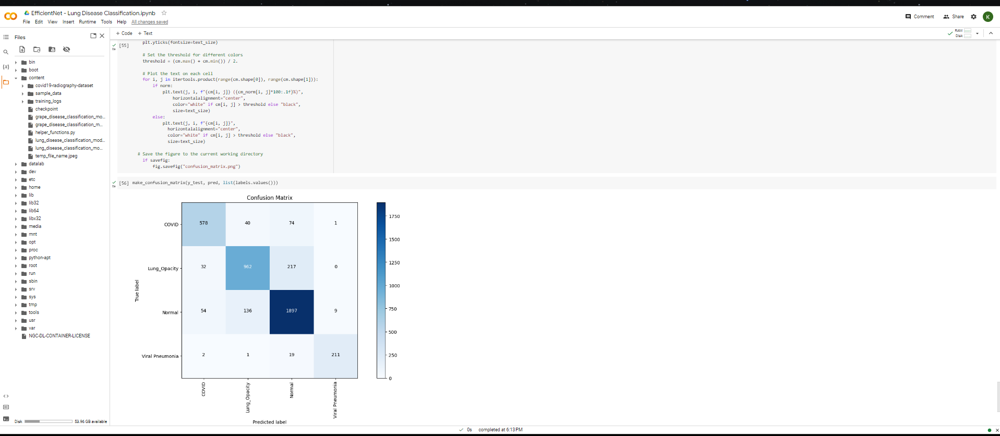 EfficientNet - Lung Disease Classification.ipynb
File Edit View Insert Runtime Tools Help All changes saved
Comment Share K
Files
+ Code + Text
RAM
Disk
bin
boot
content
covid19-radiography-dataset
sample_data
training_logs
checkpoint
grape_disease_classification_mo...
grape_disease_classification_m...
helper_functions.py
lung_disease_classification_mod...
lung_disease_classification_mo...
temp_file_name.jpeg
datalab
dev
etc
home
lib
lib32
lib64
libx32
media
mnt
opt
proc
python-apt
root
run
sbin
srv
sys
tmp
tools
usr
var
NGC-DL-CONTAINER-LICENSE
Disk 53.96 GB available
[55]
0s
plt.yticks(fontsize=text_size)
# Set the threshold for different colors
threshold = (cm.max() + cm.min()) / 2.
# Plot the text on each cell
for i, j in itertools.product(range(cm.shape[0]), range(cm.shape[1])):
if norm:
plt.text(j, i, f"{cm[i, j]} ({cm_norm[i, j]*100:.1f}%)",
horizontalalignment="center",
color="white" if cm[i, j] > threshold else "black",
size=text_size)
else:
plt.text(j, i, f"{cm[i, j]}",
horizontalalignment="center",
color="white" if cm[i, j] > threshold else "black",
size=text_size)
# Save the figure to the current working directory
if savefig:
fig.savefig("confusion_matrix.png")
[56] make_confusion_matrix(y_test, pred, list(labels.values()))
0s
Confusion Matrix
COVID 578 40 74 1
Lung_Opacity 32 962 217 0
Normal 54 136 1897 9
Viral Pneumonia 2 1 19 211
True label
COVID
Lung_Opacity
Normal
Viral Pneumonia
Predicted label
1750
1500
1250
1000
750
500
250
0
0s completed at 6:13 PM